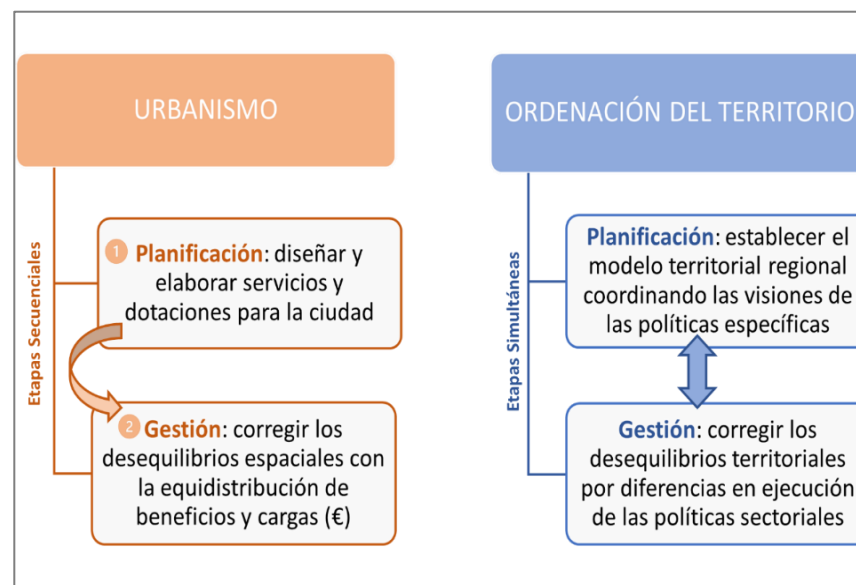 URBANISMO
Etapas Secuenciales
1 Planificación: diseñar y
elaborar servicios y
dotaciones para la ciudad
2 Gestión: corregir los
desequilibrios espaciales con
la equidistribución de
beneficios y cargas (€)
ORDENACIÓN DEL TERRITORIO
Etapas Simultáneas
Planificación: establecer el
modelo territorial regional
coordinando las visiones de
las políticas específicas
Gestión: corregir los
desequilibrios territoriales
por diferencias en ejecución
de las políticas sectoriales